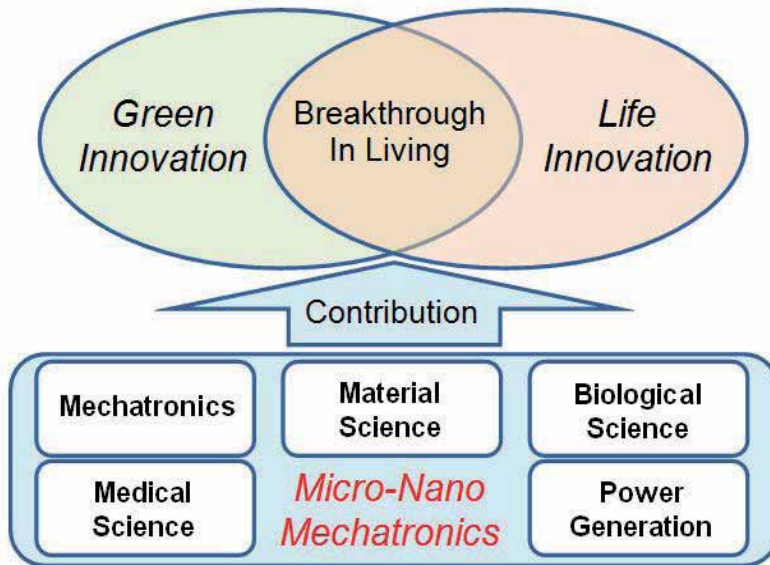 Green
Innovation
Breakthrough
In Living
Life
Innovation
Contribution
Mechatronics
Material
Science
Biological
Science
Medical
Science
Micro-Nano
Mechatronics
Power
Generation